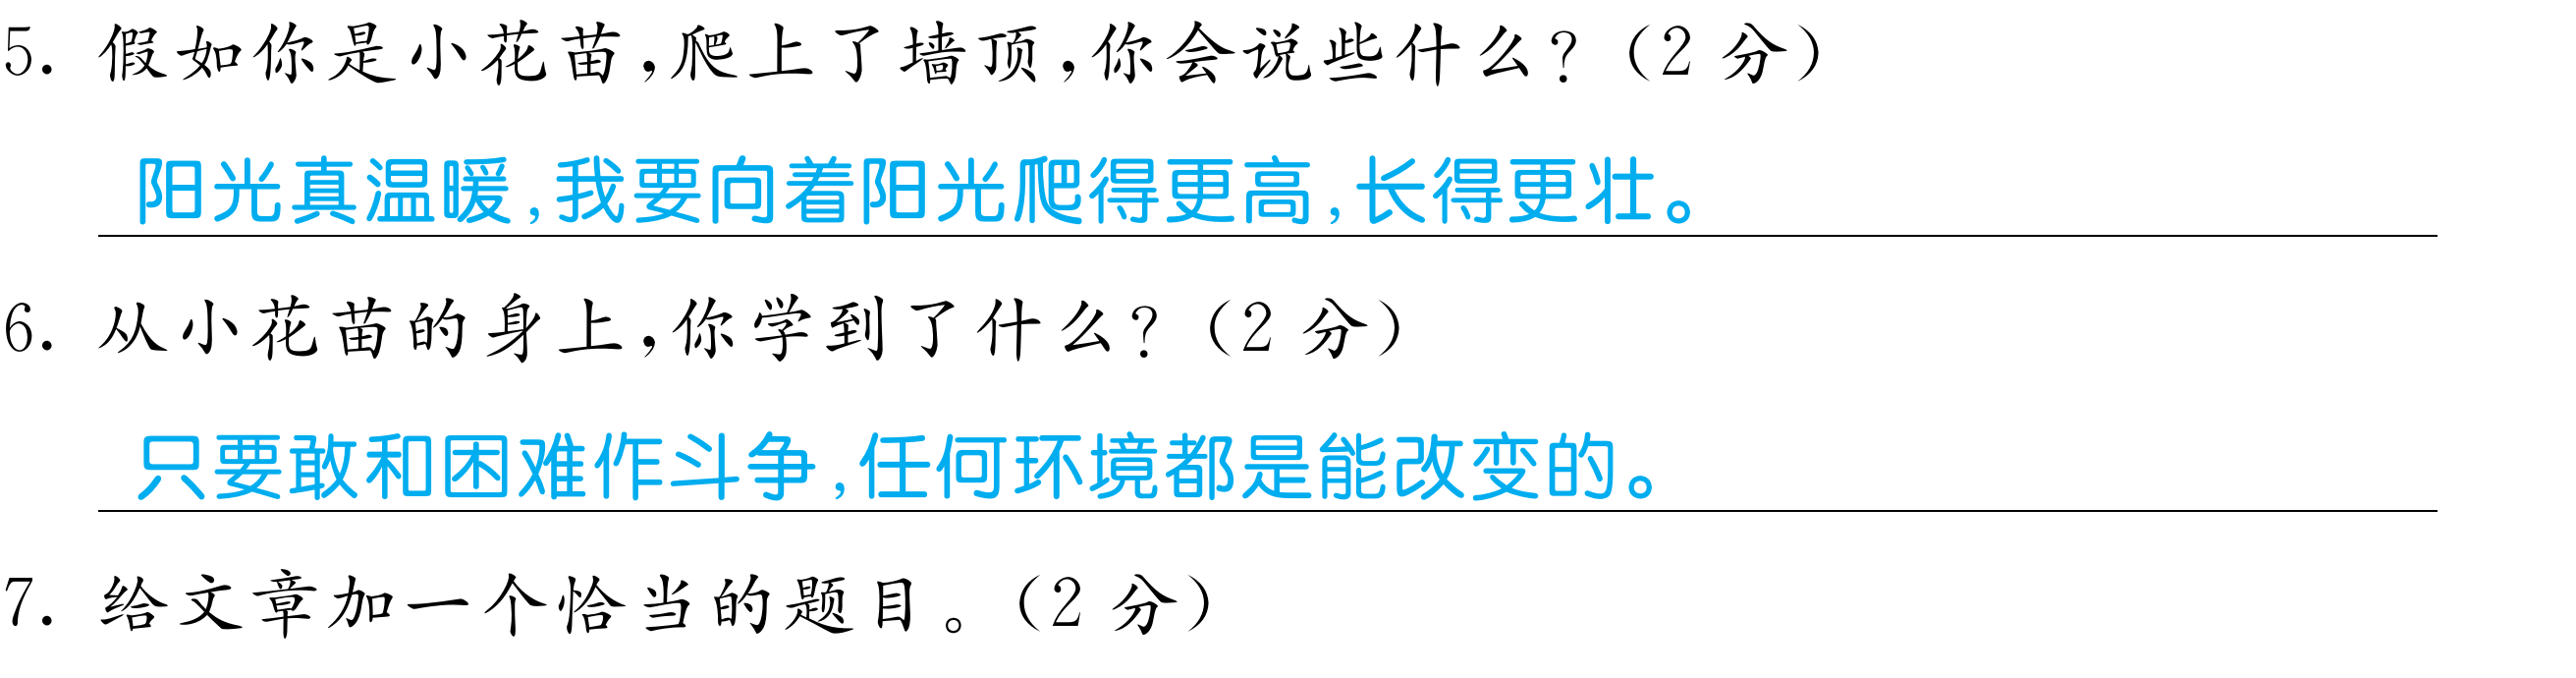 5. 假如你是小花苗,爬上了墙顶,你会说些什么?(2 分)
阳光真温暖,我要向着阳光爬得更高,长得更壮。
6. 从小花苗的身上,你学到了什么?(2 分)
只要敢和困难作斗争,任何环境都是能改变的。
7. 给文章加一个恰当的题目。(2 分)